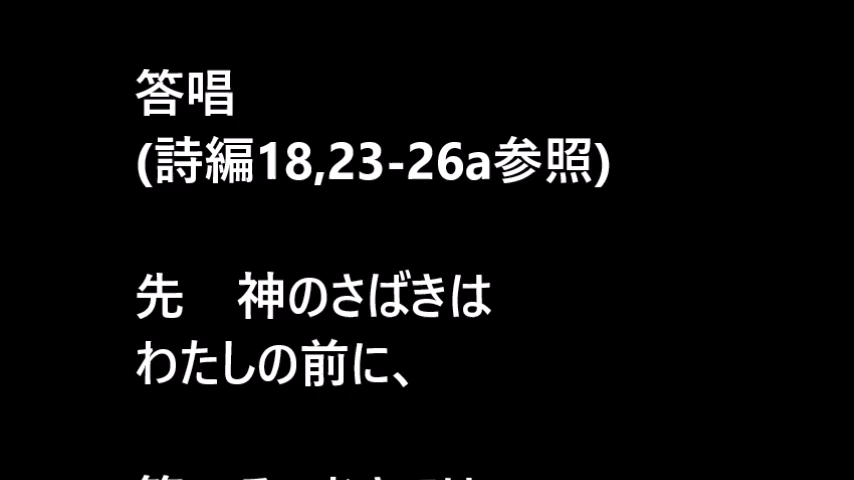 答唱
(詩編18,23-26a参照)
先　神のさばきは
わたしの前に、